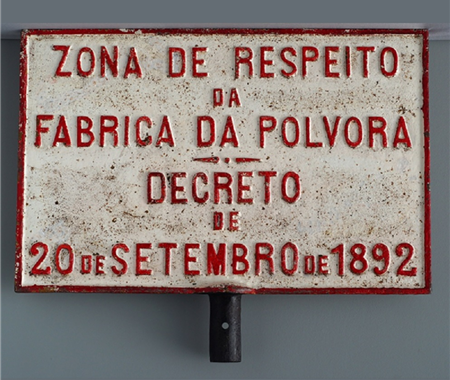 ZONA DE RESPEITO
DA
FABRICA DA POLVORA
DECRETO
DE
20 DE SETEMBRO DE 1892